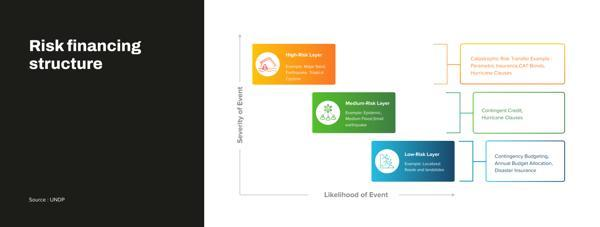 Risk financing
structure
Source : UNDP
Severity of Event
Likelihood of Event
High-Risk Layer
Example: Major flood,
Earthquake, Tropical
Cyclone
Catastrophic Risk Transfer Example :
Parametric Insurance,CAT Bonds,
Hurricane Clauses
Medium-Risk Layer
Example: Epidemic,
Medium Flood,Small
earthquake
Contingent Credit,
Hurricane Clauses
Low-Risk Layer
Example: Localized
floods and landslides
Contingency Budgeting,
Annual Budget Allocation,
Disaster Insurance